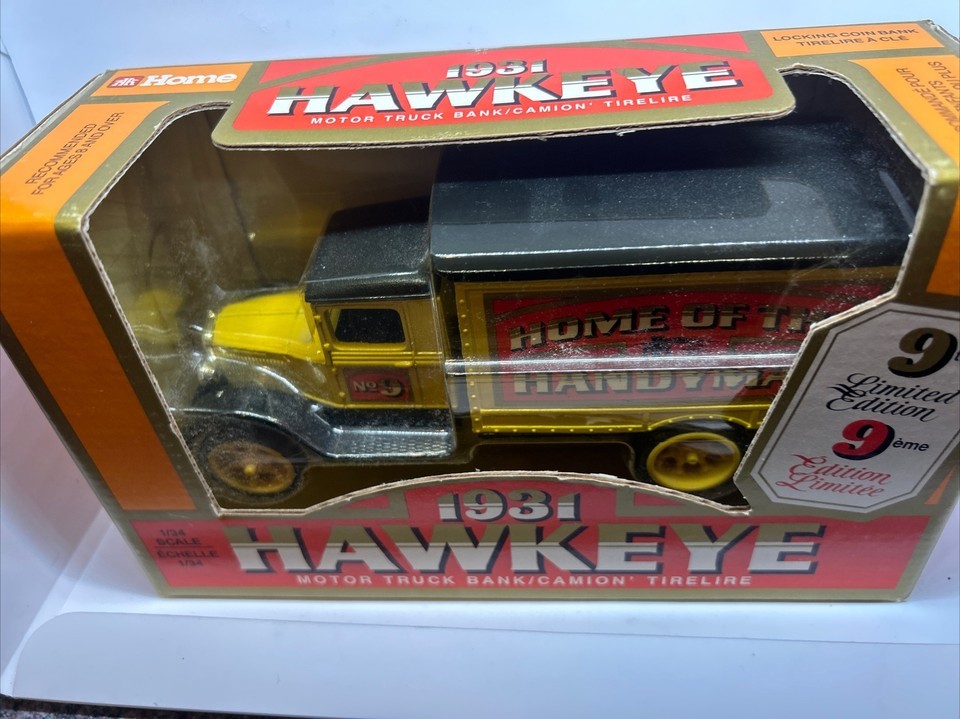 Home
1931
HAWKEYE
MOTOR TRUCK BANK/CAMION' TIRELIRE
LOCKING COIN BANK
TIRELIRE À CLÉ
RECOMMENDED
FOR AGES 8 AND OVER
HOME OF TH
HANDYMA
No 9
9
Limited
Edition
9ème
Édition
Limitée
1931
HAWKEYE
MOTOR TRUCK BANK/CAMION' TIRELIRE
1/34
SCALE
ÉCHELLE
1/34